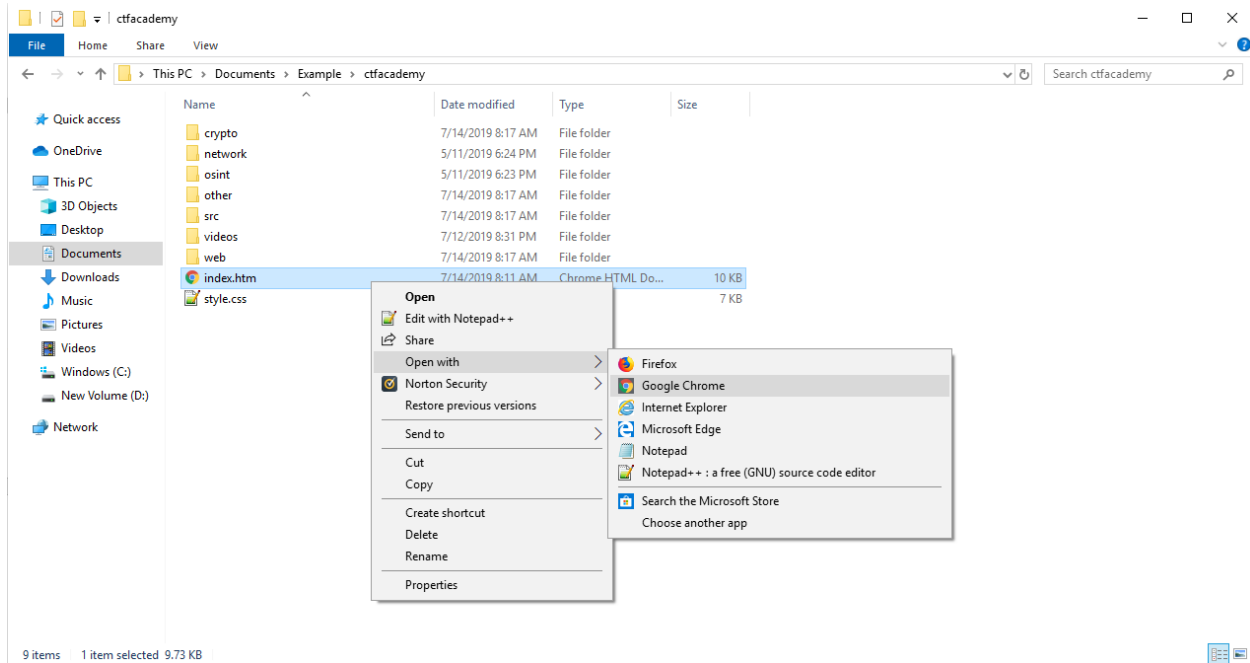 ctfacademy
File Home Share View
This PC > Documents > Example > ctfacademy
Search ctfacademy
Name Date modified Type Size
Quick access
OneDrive
This PC
3D Objects
Desktop
Documents
Downloads
Music
Pictures
Videos
Windows (C:)
New Volume (D:)
Network
crypto 7/14/2019 8:17 AM File folder
network 5/11/2019 6:24 PM File folder
osint 5/11/2019 6:23 PM File folder
other 7/14/2019 8:17 AM File folder
src 7/14/2019 8:17 AM File folder
videos 7/12/2019 8:31 PM File folder
web 7/14/2019 8:17 AM File folder
index.htm 7/14/2019 8:11 AM Chrome HTML Do... 10 KB
style.css 7 KB
Open
Edit with Notepad++
Share
Open with
Norton Security
Restore previous versions
Send to
Cut
Copy
Create shortcut
Delete
Rename
Properties
Firefox
Google Chrome
Internet Explorer
Microsoft Edge
Notepad
Notepad++ : a free (GNU) source code editor
Search the Microsoft Store
Choose another app
9 items 1 item selected 9.73 KB